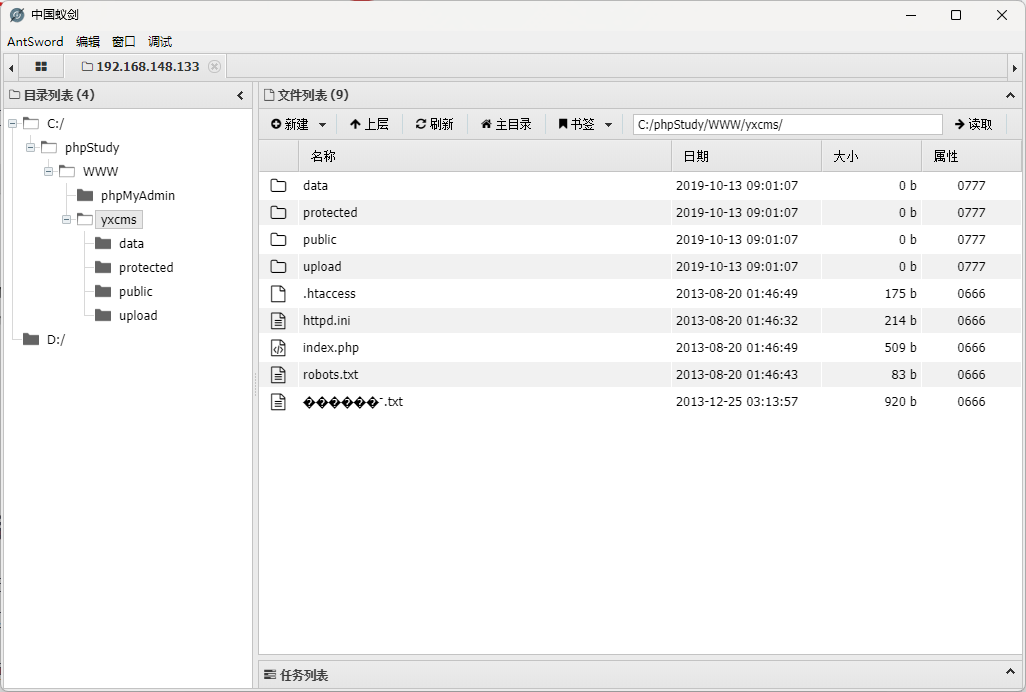 中国蚁剑
AntSword 编辑 窗口 调试
192.168.148.133
目录列表 (4)
C:/
phpStudy
WWW
phpMyAdmin
yxcms
data
protected
public
upload
D:/
文件列表 (9)
新建 上层 刷新 主目录 书签 C:/phpStudy/WWW/yxcms/ 读取
名称 日期 大小 属性
data 2019-10-13 09:01:07 0 b 0777
protected 2019-10-13 09:01:07 0 b 0777
public 2019-10-13 09:01:07 0 b 0777
upload 2019-10-13 09:01:07 0 b 0777
.htaccess 2013-08-20 01:46:49 175 b 0666
httpd.ini 2013-08-20 01:46:32 214 b 0666
index.php 2013-08-20 01:46:49 509 b 0666
robots.txt 2013-08-20 01:46:43 83 b 0666
������ˉ.txt 2013-12-25 03:13:57 920 b 0666
任务列表